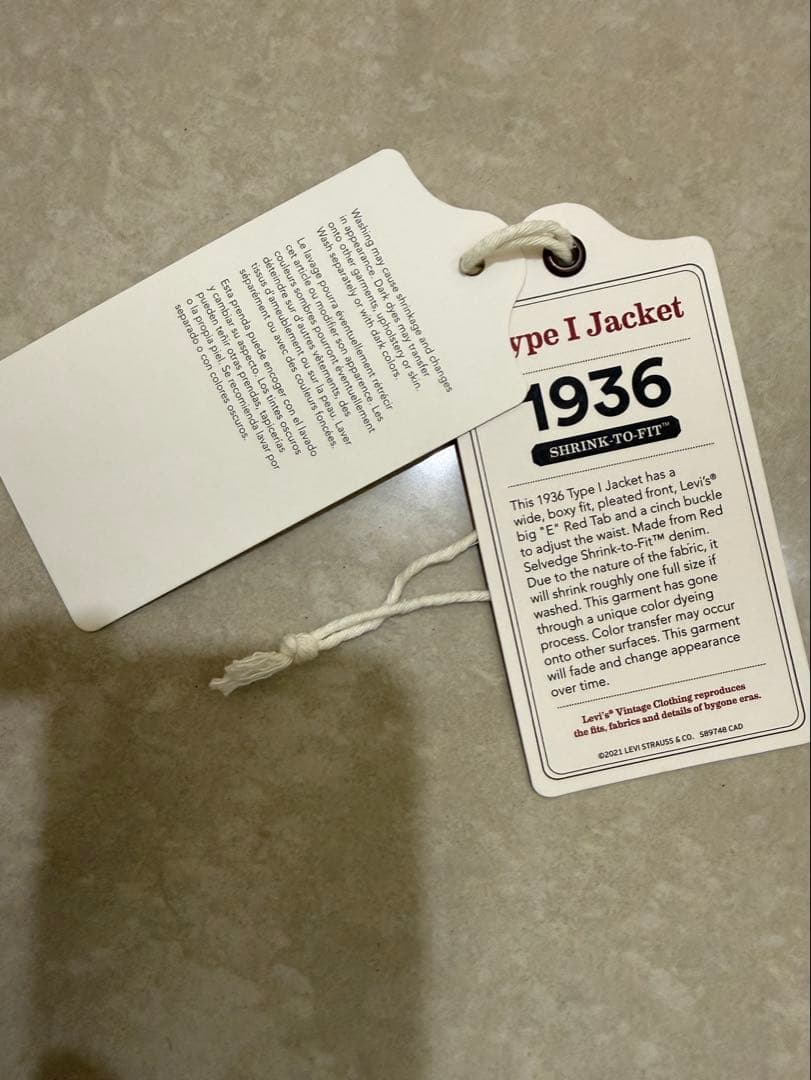 Washing may cause shrinkage and changes
in appearance. Dark dyes may transfer
onto other garments, upholstery or skin.
Wash separately or with dark colors.
Le lavage pourra éventuellement rétrécir
cet article ou modifier son apparence. Les
couleurs sombres pourront éventuellement
déteindre sur d'autres vêtements, des
tissus d'ameublement ou sur la peau. Laver
séparément ou avec des couleurs foncées.
Esta prenda puede encoger con el lavado
y cambiar su aspecto. Los tintes oscuros
pueden teñir otras prendas, tapicerías
o la propia piel. Se recomienda lavar por
separado o con colores oscuros.
ype I Jacket
1936
SHRINK-TO-FIT™
This 1936 Type I Jacket has a
wide, boxy fit, pleated front, Levi's®
big "E" Red Tab and a cinch buckle
to adjust the waist. Made from Red
Selvedge Shrink-to-Fit™ denim.
Due to the nature of the fabric, it
will shrink roughly one full size if
washed. This garment has gone
through a unique color dyeing
process. Color transfer may occur
onto other surfaces. This garment
will fade and change appearance
over time.
Levi's® Vintage Clothing reproduces
the fits, fabrics and details of bygone eras.
©2021 LEVI STRAUSS & CO. S89748 CAD